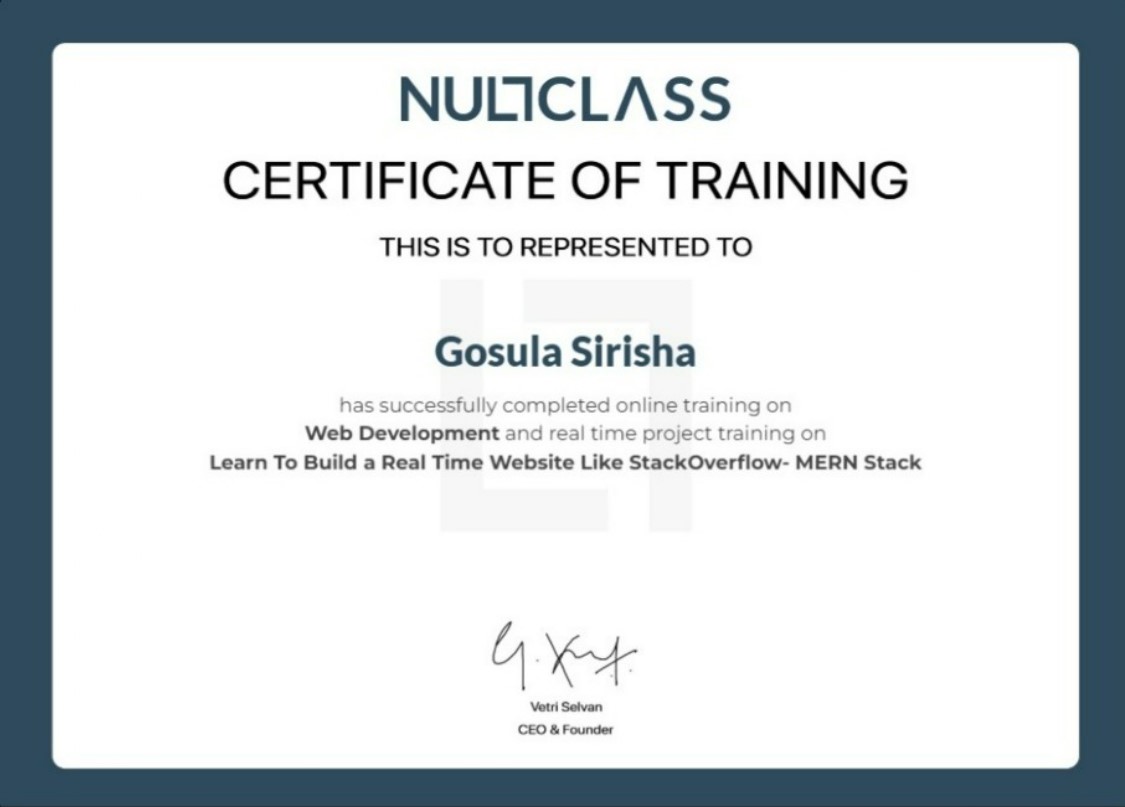 NULLCLASS
CERTIFICATE OF TRAINING
THIS IS TO REPRESENTED TO
Gosula Sirisha
has successfully completed online training on
Web Development and real time project training on
Learn To Build a Real Time Website Like StackOverflow- MERN Stack
Vetri Selvan
CEO & Founder